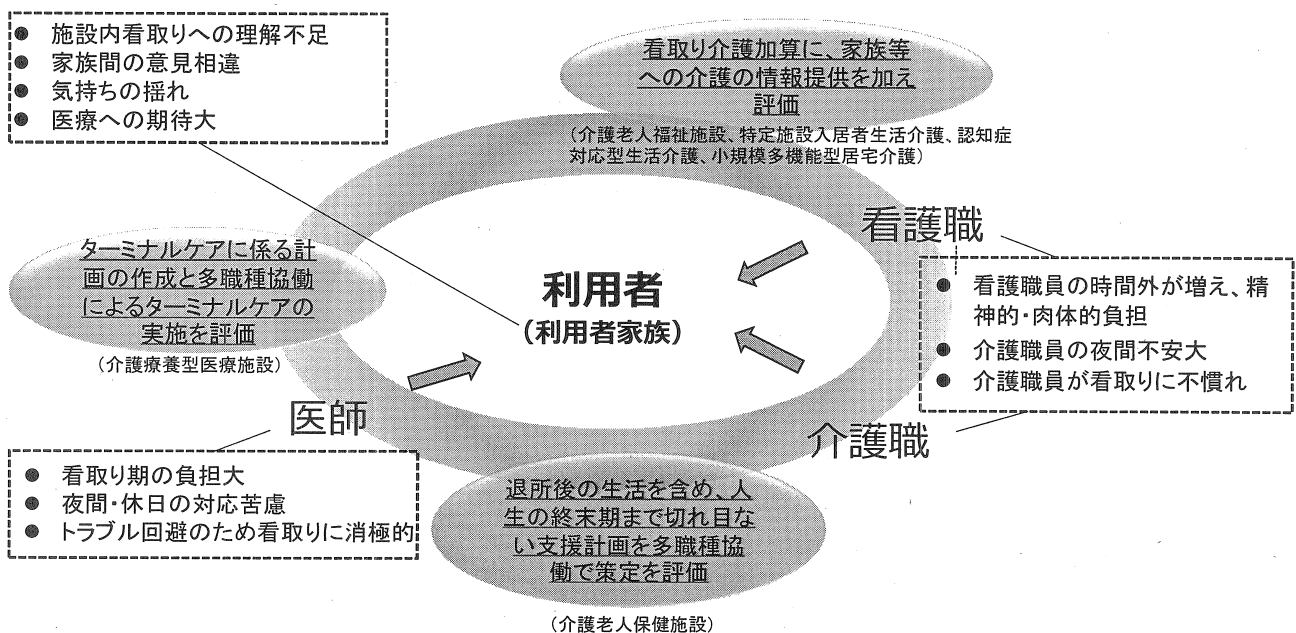 ● 施設内看取りへの理解不足
● 家族間の意見相違
● 気持ちの揺れ
● 医療への期待大
看取り介護加算に、家族等
への介護の情報提供を加え
評価
（介護老人福祉施設、特定施設入居者生活介護、認知症
対応型生活介護、小規模多機能型居宅介護）
ターミナルケアに係る計
画の作成と多職種協働
によるターミナルケアの
実施を評価
（介護療養型医療施設）
利用者
（利用者家族）
看護職
● 看護職員の時間外が増え、精
神的・肉体的負担
● 介護職員の夜間不安大
● 介護職員が看取りに不慣れ
医師
介護職
● 看取り期の負担大
● 夜間・休日の対応苦慮
● トラブル回避のため看取りに消極的
退所後の生活を含め、人
生の終末期まで切れ目な
い支援計画を多職種協
働で策定を評価
（介護老人保健施設）